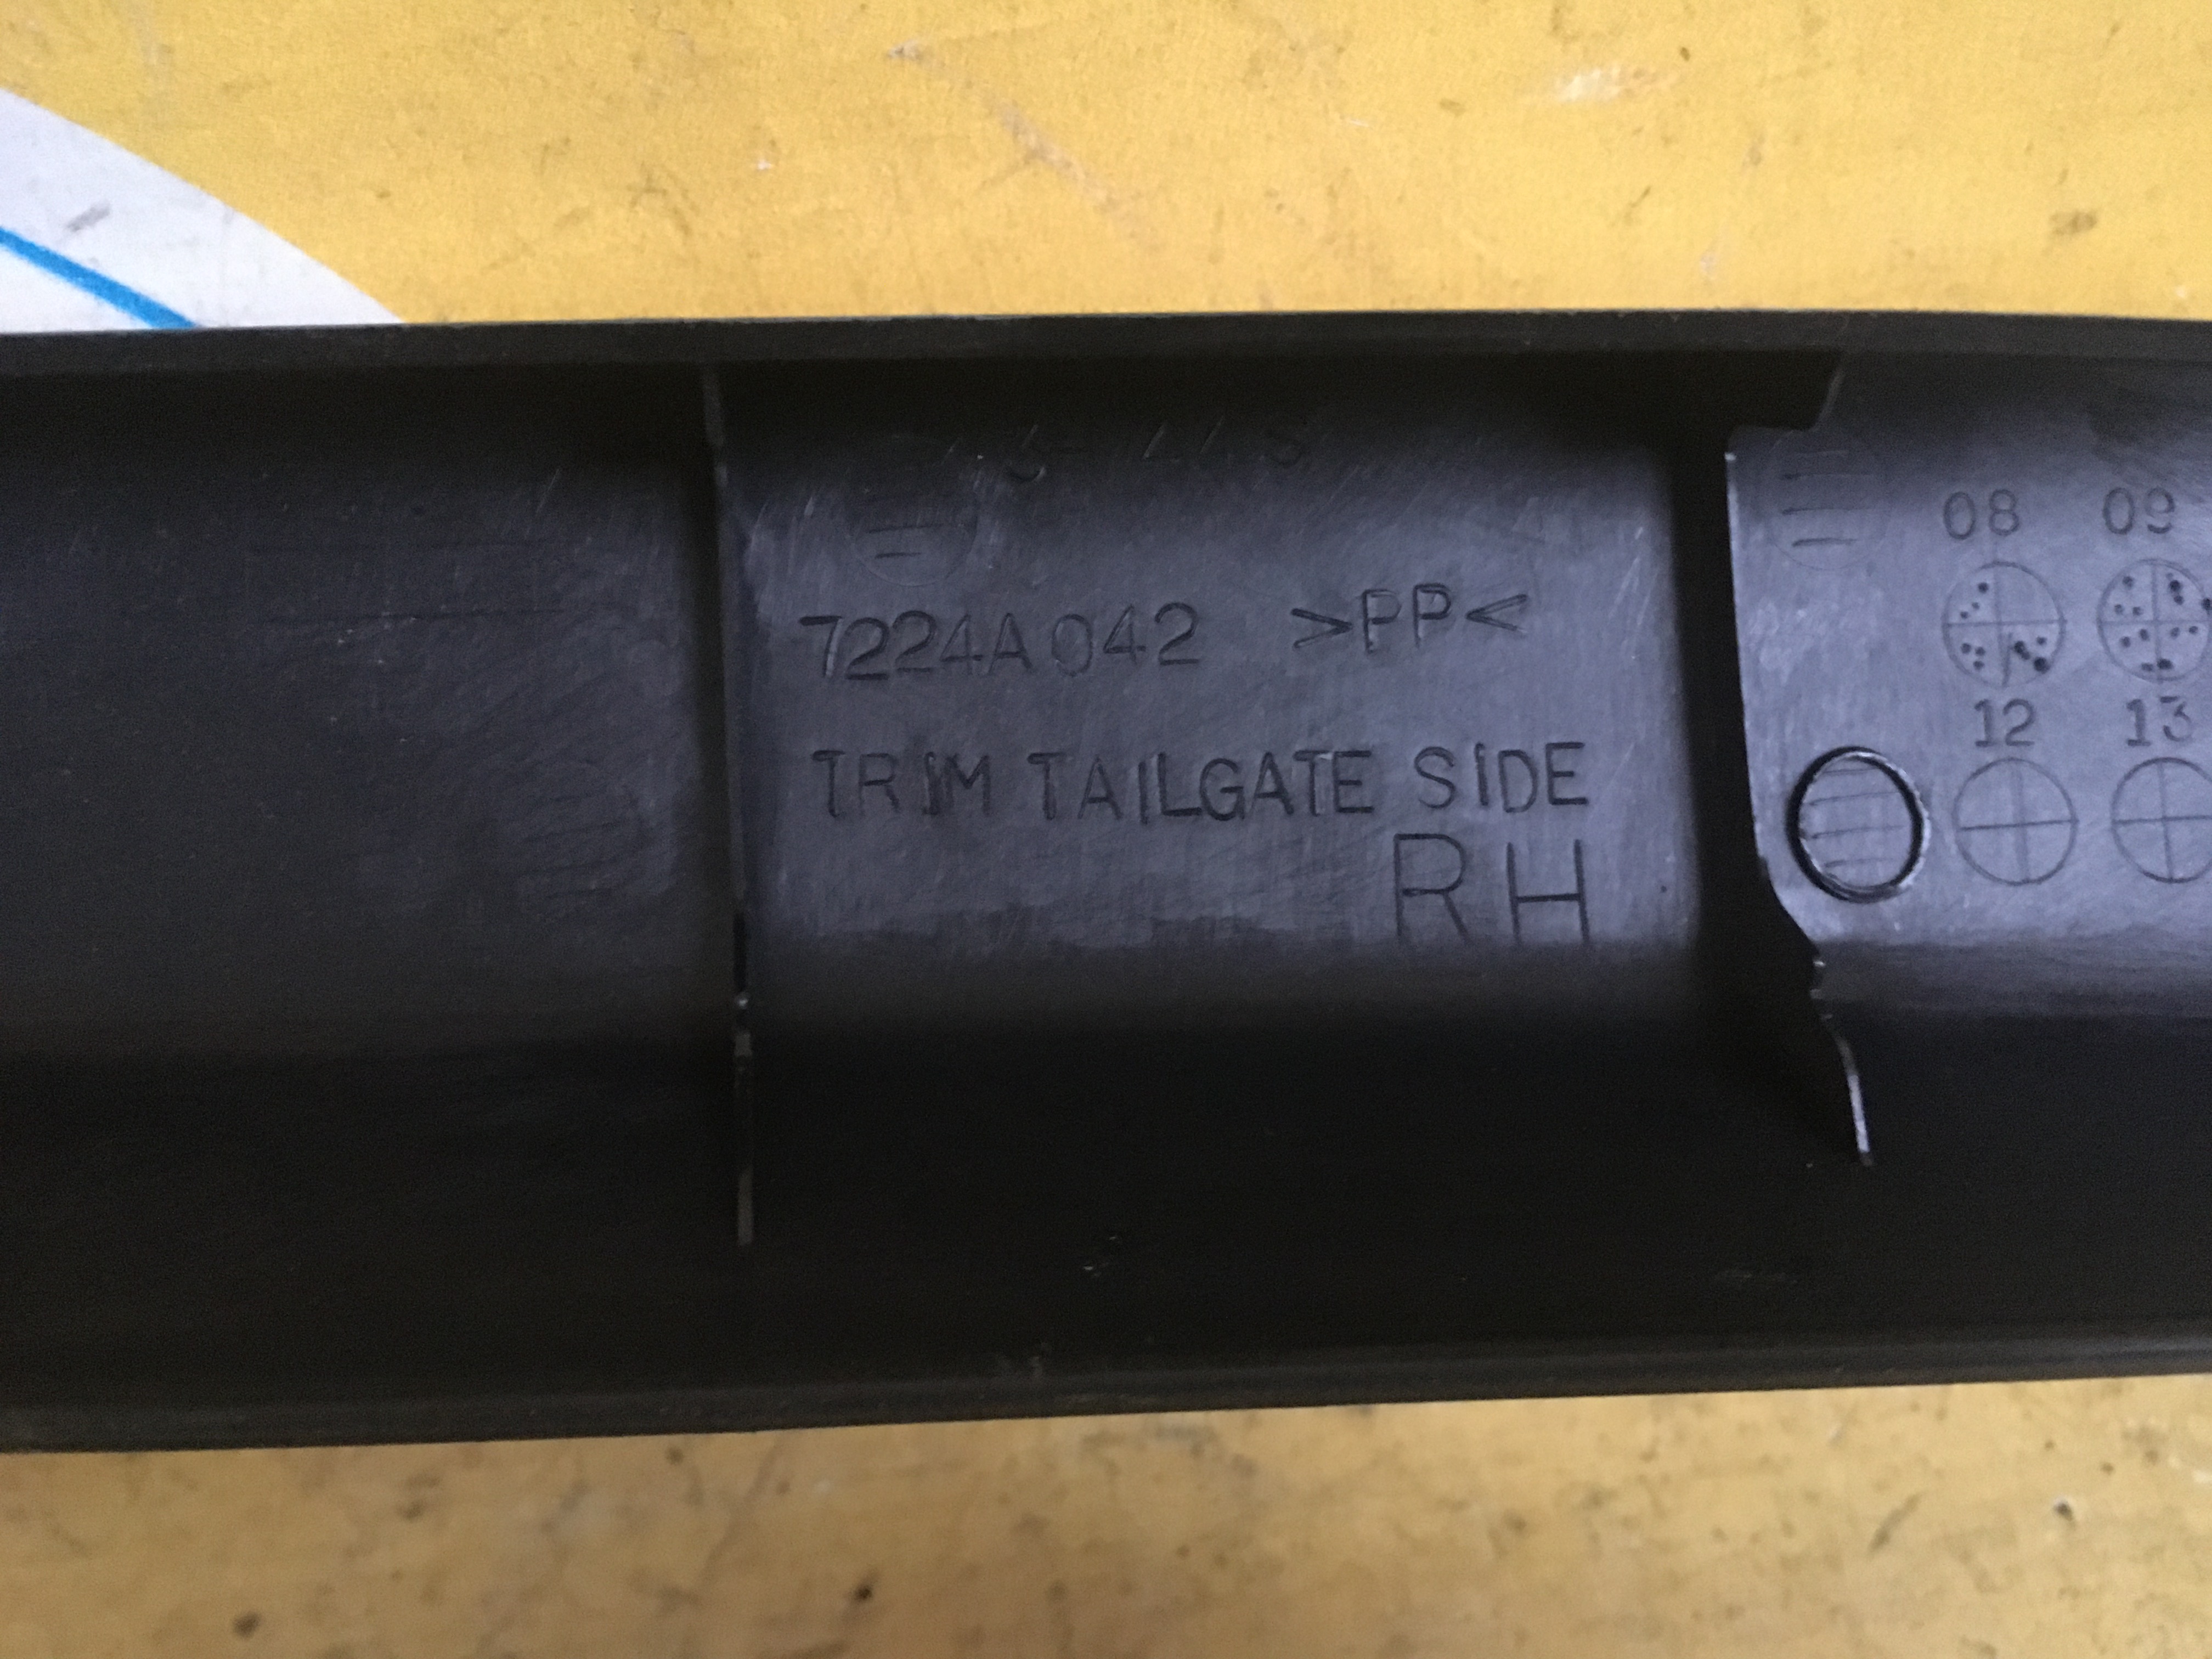 7224A042 >PP<
TRIM TAILGATE SIDE
RH
08 09
12 13